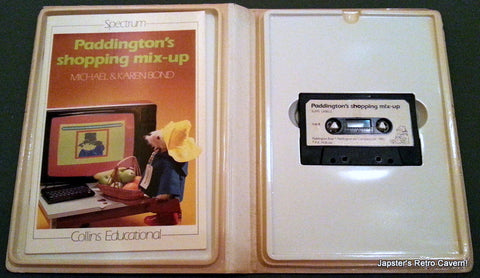 Spectrum
Paddington's
shopping mix-up
MICHAEL & KAREN BOND
Collins Educational
Paddington's shopping mix-up
Japster's Retro Cavern!